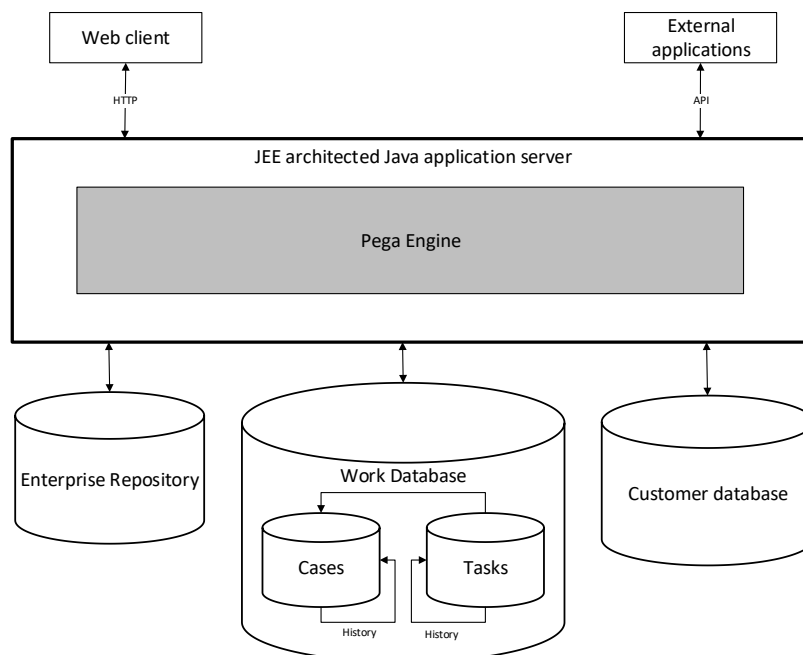 Web client
External
applications
HTTP
API
JEE architected Java application server
Pega Engine
Enterprise Repository
Work Database
Customer database
Cases
Tasks
History
History